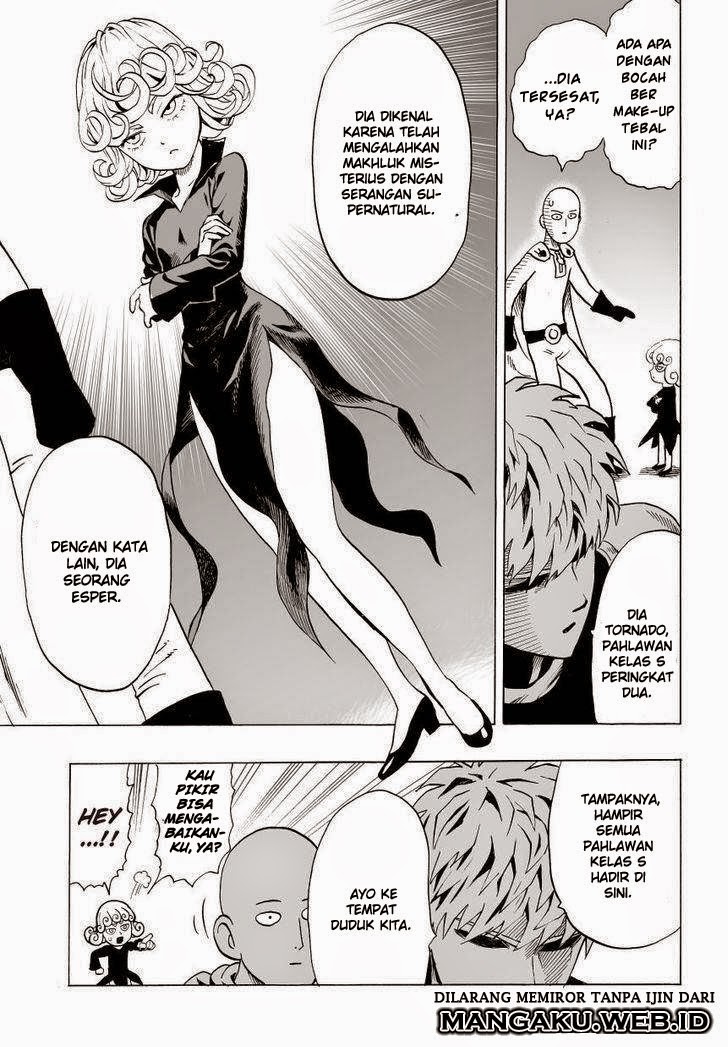 ADA APA
DENGAN
BOCAH
BER
MAKE-UP
TEBAL
INI?
...DIA
TERSESAT,
YA?
DIA
TORNADO,
PAHLAWAN
KELAS S
PERINGKAT
DUA.
DIA DIKENAL
KARENA TELAH
MENGALAHKAN
MAKHLUK MIS-
TERIUS DENGAN
SERANGAN SU-
PERNATURAL.
DENGAN KATA
LAIN, DIA
SEORANG
ESPER.
TAMPAKNYA,
HAMPIR
SEMUA
PAHLAWAN
KELAS S
HADIR DI
SINI.
AYO KE
TEMPAT
DUDUK KITA.
KAU
PIKIR
BISA
MENGA-
BAIKAN-
KU, YA?
HEY
...!!
DILARANG MEMIROR TANPA IJIN DARI
MANGAKU.WEB.ID